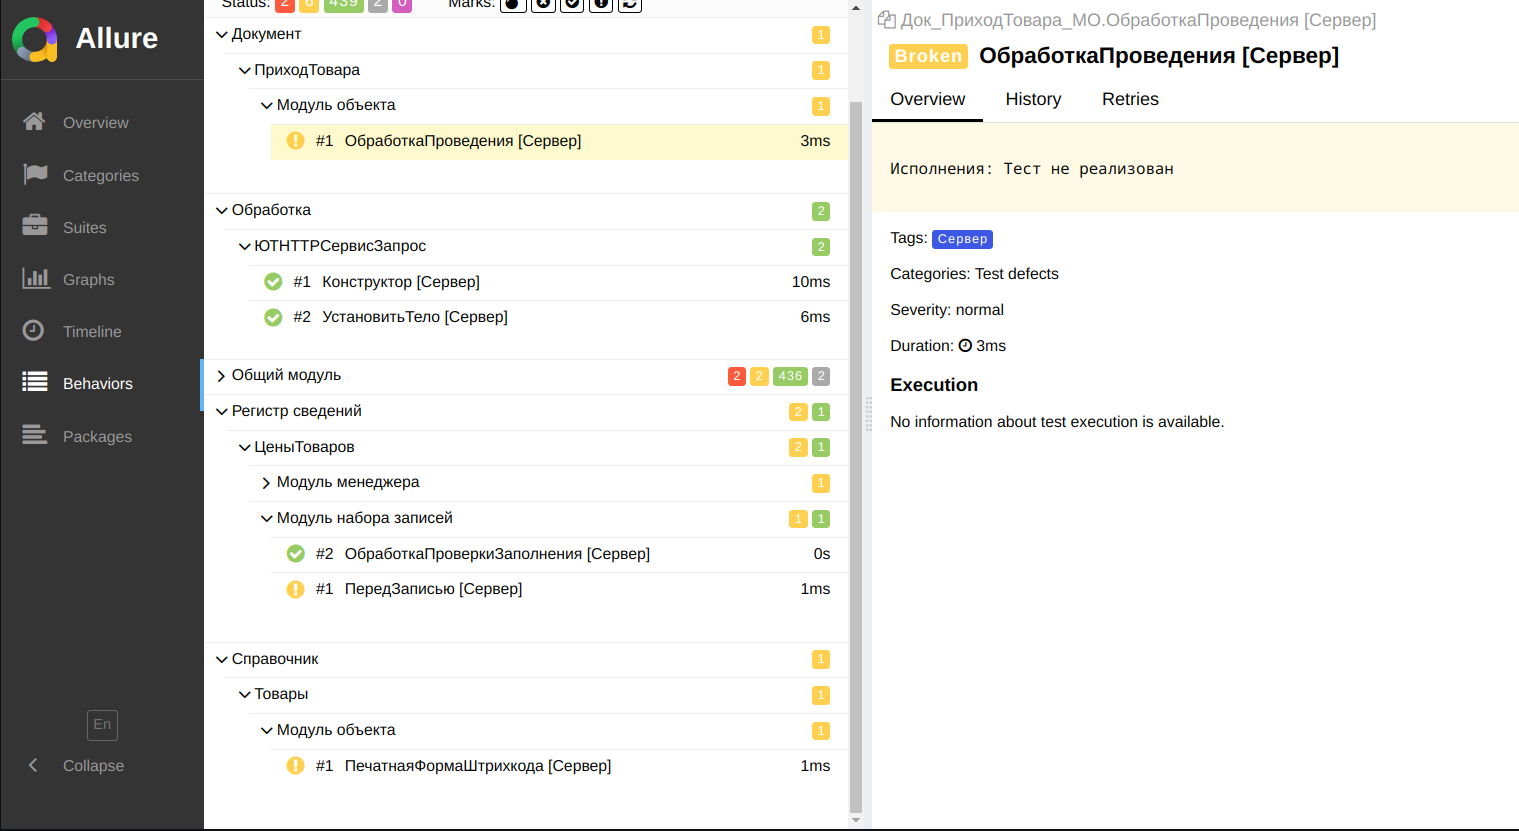 Allure
Overview
Categories
Suites
Graphs
Timeline
Behaviors
Packages
En
Collapse
Status: 2 6 439 2 0 Marks:
Документ 1
ПриходТовара 1
Модуль объекта 1
#1 ОбработкаПроведения [Сервер] 3ms
Обработка 2
ЮТHTTPСервисЗапрос 2
#1 Конструктор [Сервер] 10ms
#2 УстановитьТело [Сервер] 6ms
Общий модуль 2 2 436 2
Регистр сведений 2 1
ЦеныТоваров 2 1
Модуль менеджера 1
Модуль набора записей 1 1
#2 ОбработкаПроверкиЗаполнения [Сервер] 0s
#1 ПередЗаписью [Сервер] 1ms
Справочник 1
Товары 1
Модуль объекта 1
#1 ПечатнаяФормаШтрихкода [Сервер] 1ms
Док_ПриходТовара_МО.ОбработкаПроведения [Сервер]
Broken ОбработкаПроведения [Сервер]
Overview History Retries
Исполнения: Тест не реализован
Tags: Сервер
Categories: Test defects
Severity: normal
Duration: 3ms
Execution
No information about test execution is available.